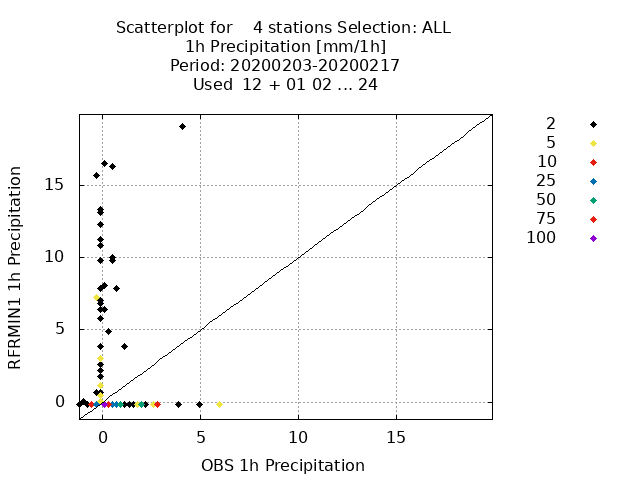 Scatterplot for    4 stations Selection: ALL
1h Precipitation [mm/1h]
Period: 20200203-20200217
Used  12 + 01 02 ... 24
RFRMIN1 1h Precipitation
15
10
5
0
0 5 10 15
OBS 1h Precipitation
2
5
10
25
50
75
100